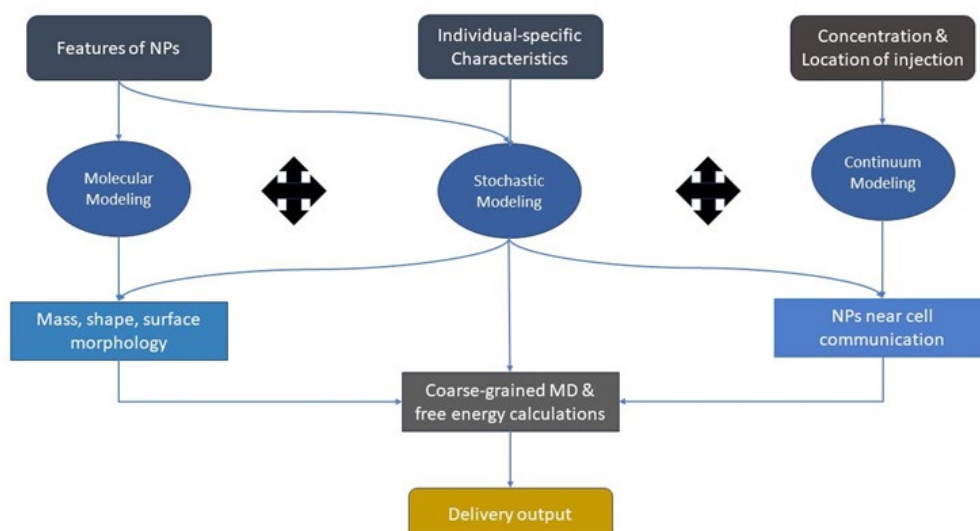 Features of NPs
Individual-specific
Characteristics
Concentration &
Location of injection
Molecular
Modeling
Stochastic
Modeling
Continuum
Modeling
Mass, shape, surface
morphology
NPs near cell
communication
Coarse-grained MD &
free energy calculations
Delivery output